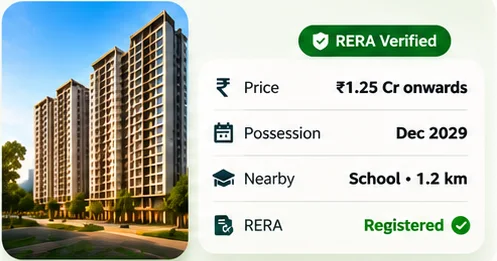 RERA Verified
Price ₹1.25 Cr onwards
Possession Dec 2029
Nearby School • 1.2 km
RERA Registered